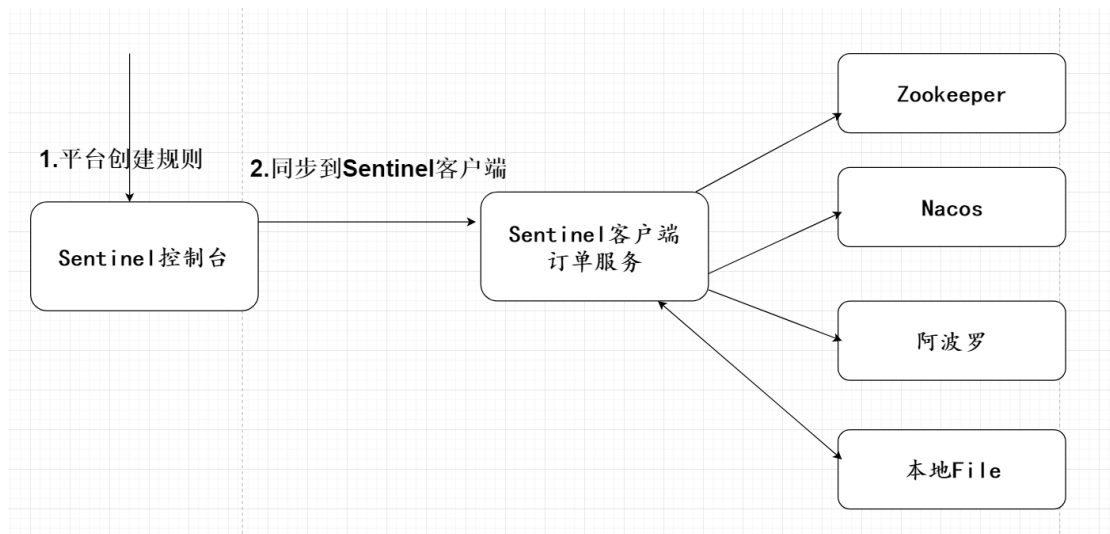 Zookeeper
1.平台创建规则
2.同步到Sentinel客户端
Sentinel控制台
Sentinel客户端
订单服务
Nacos
阿波罗
本地File